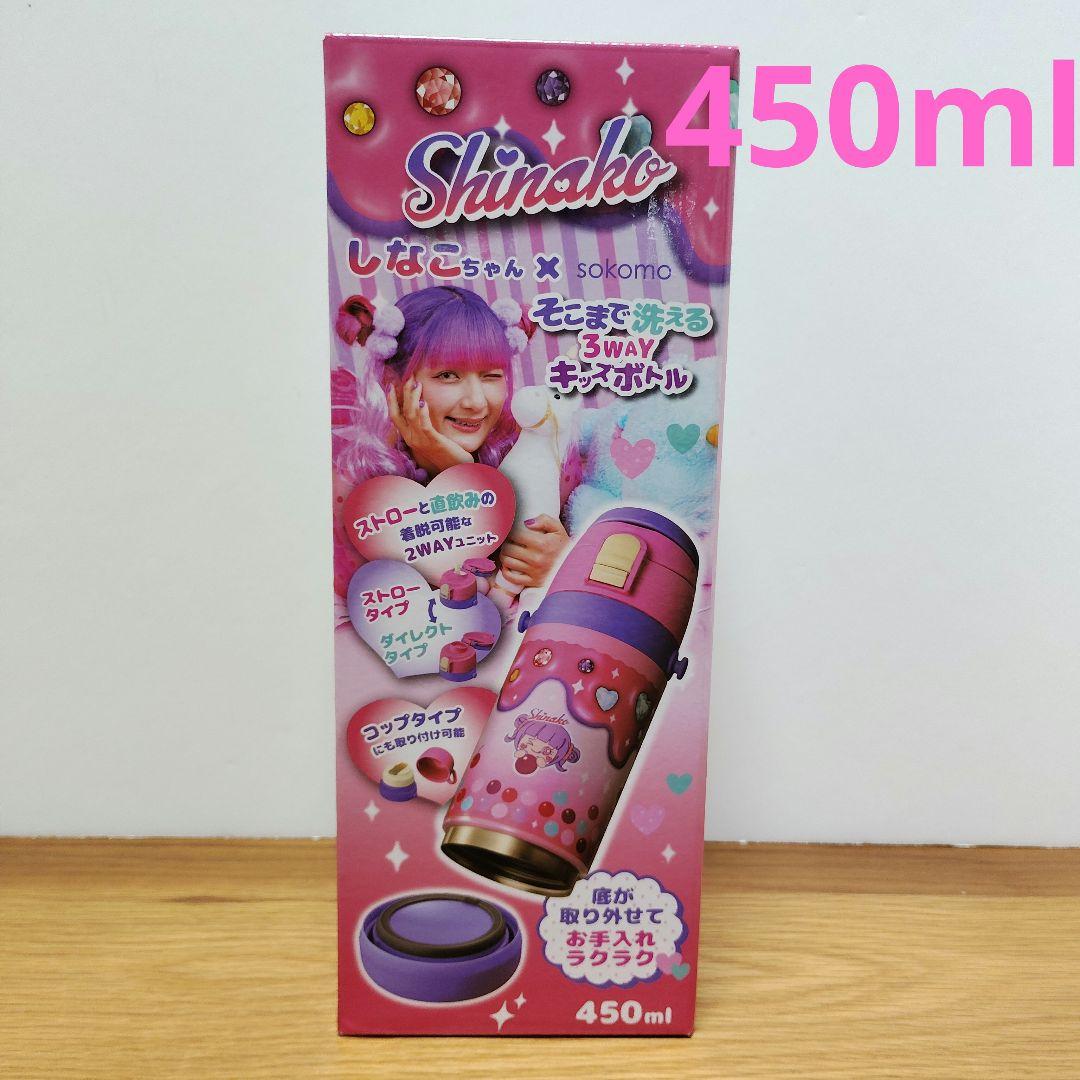 450ml
Shinako
しなこちゃん × sokomo
そこまで洗える
3WAY
キッズボトル
ストローと直飲みの
着脱可能な
2WAYユニット
ストロー
タイプ
ダイレクト
タイプ
Shinako
コップタイプ
にも取り付け可能
底が
取り外せて
お手入れ
ラクラク
450ml